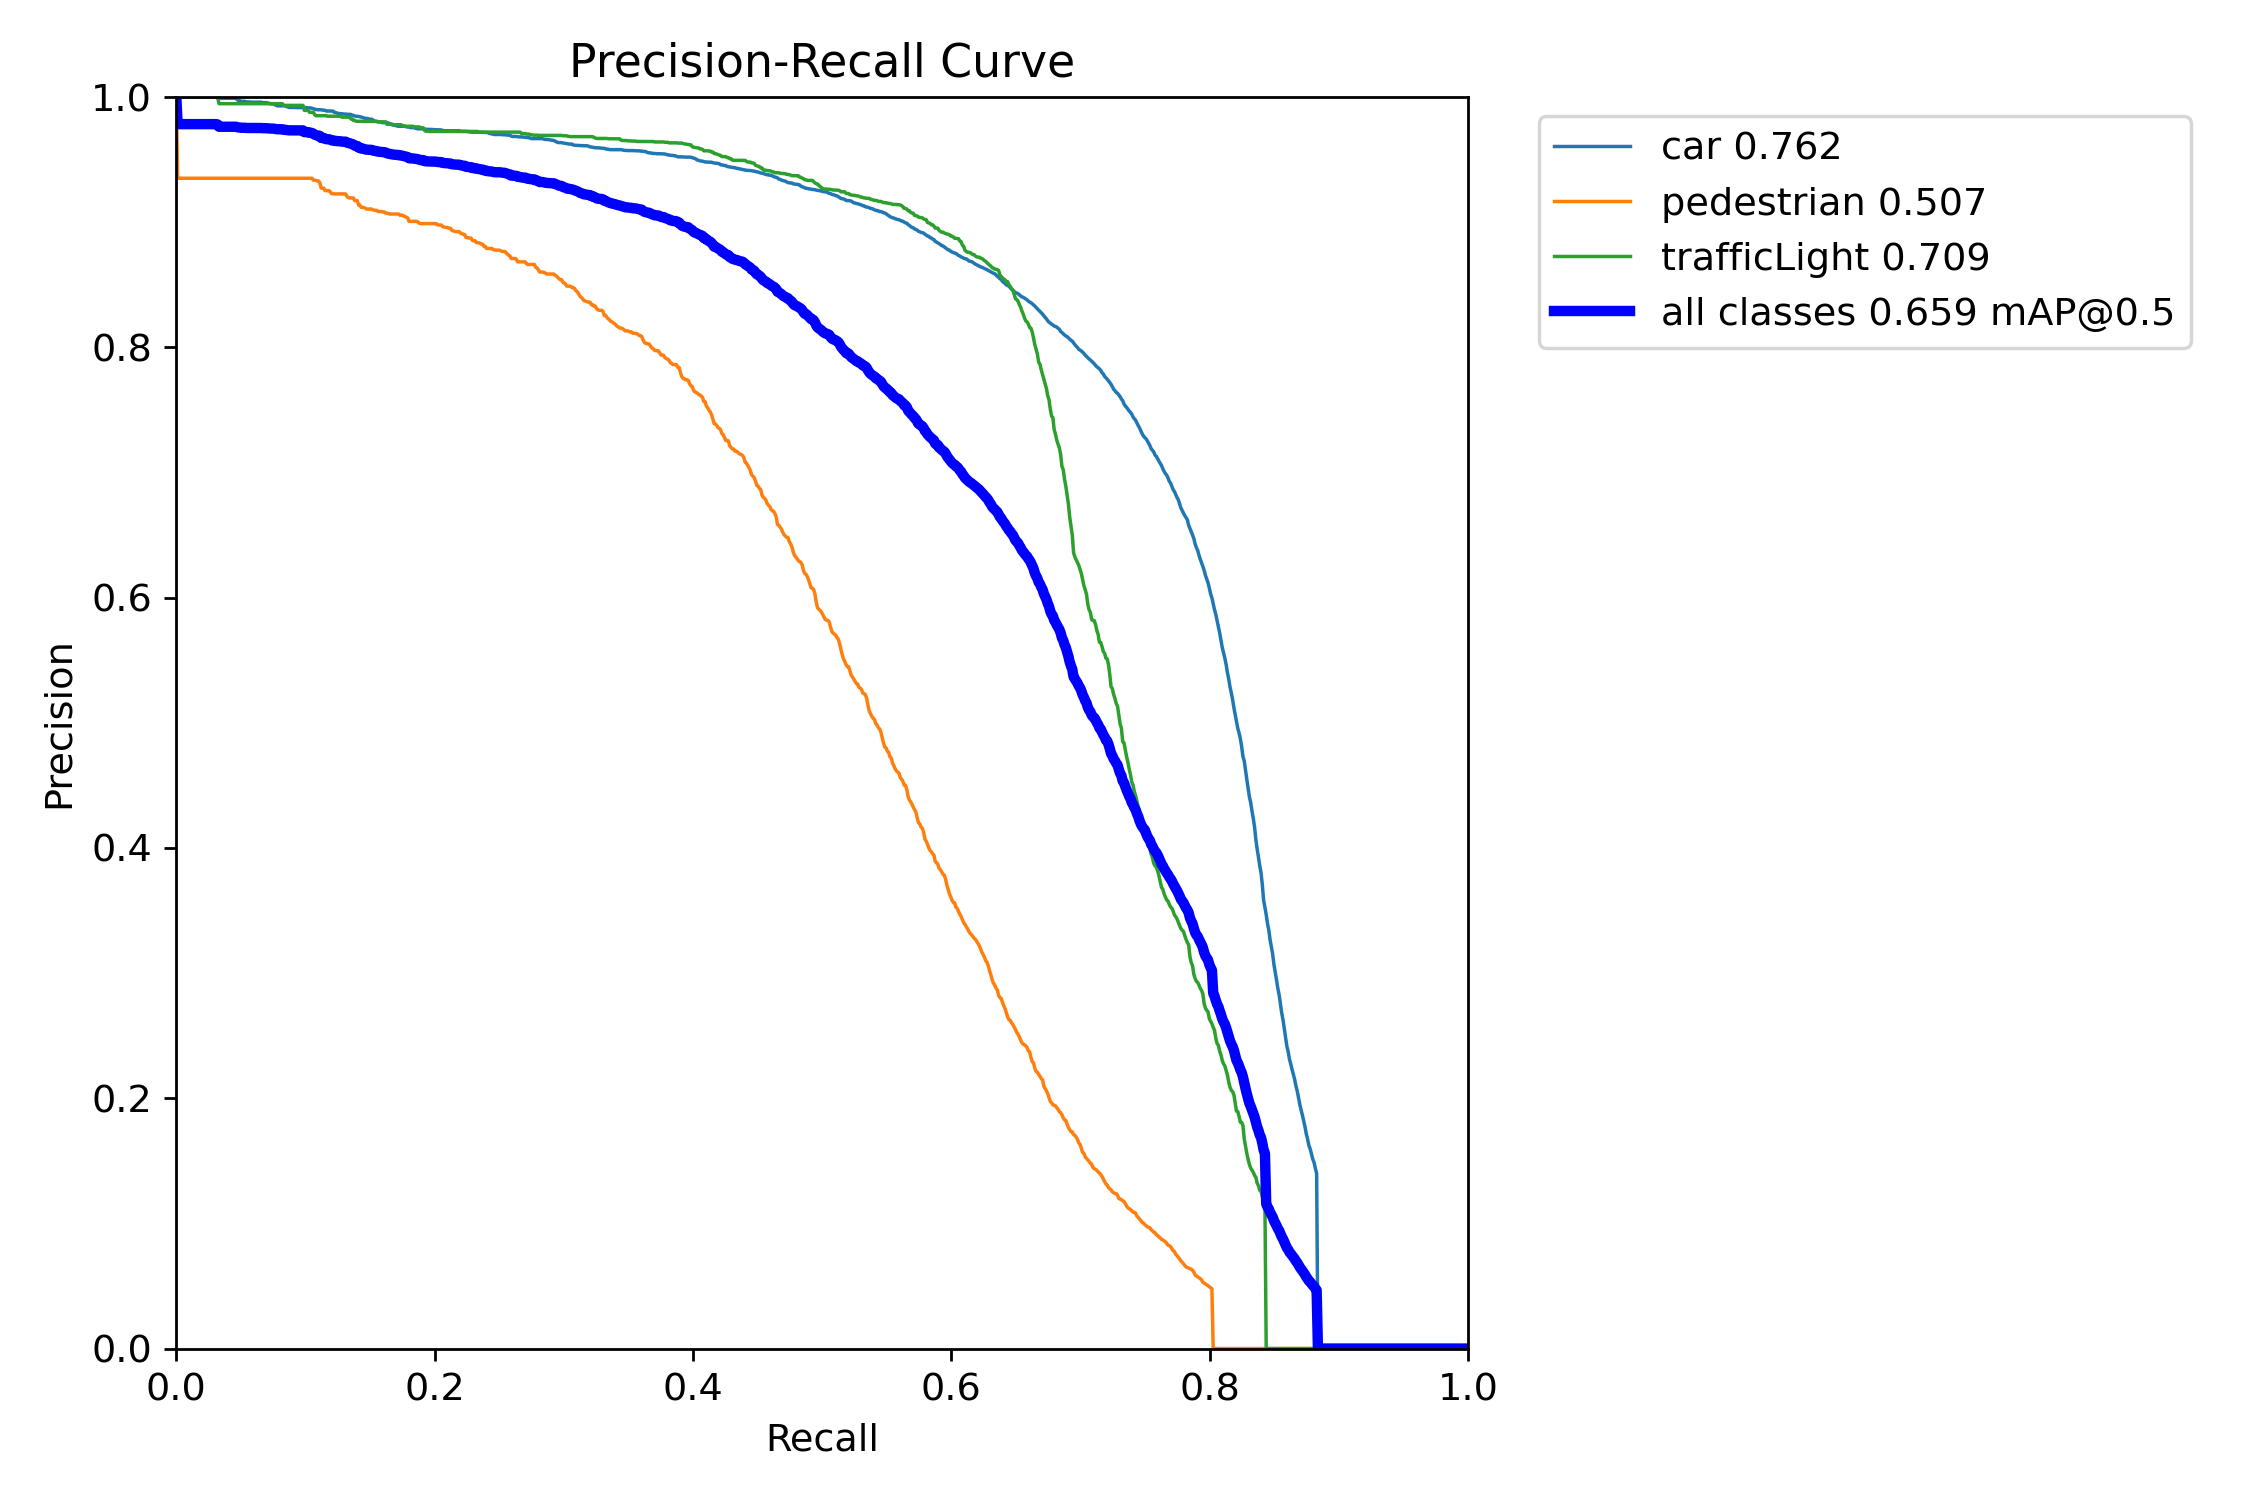 Precision-Recall Curve
1.0
0.8
0.6
0.4
0.2
0.0
Precision
0.0 0.2 0.4 0.6 0.8 1.0
Recall
car 0.762
pedestrian 0.507
trafficLight 0.709
all classes 0.659 mAP@0.5